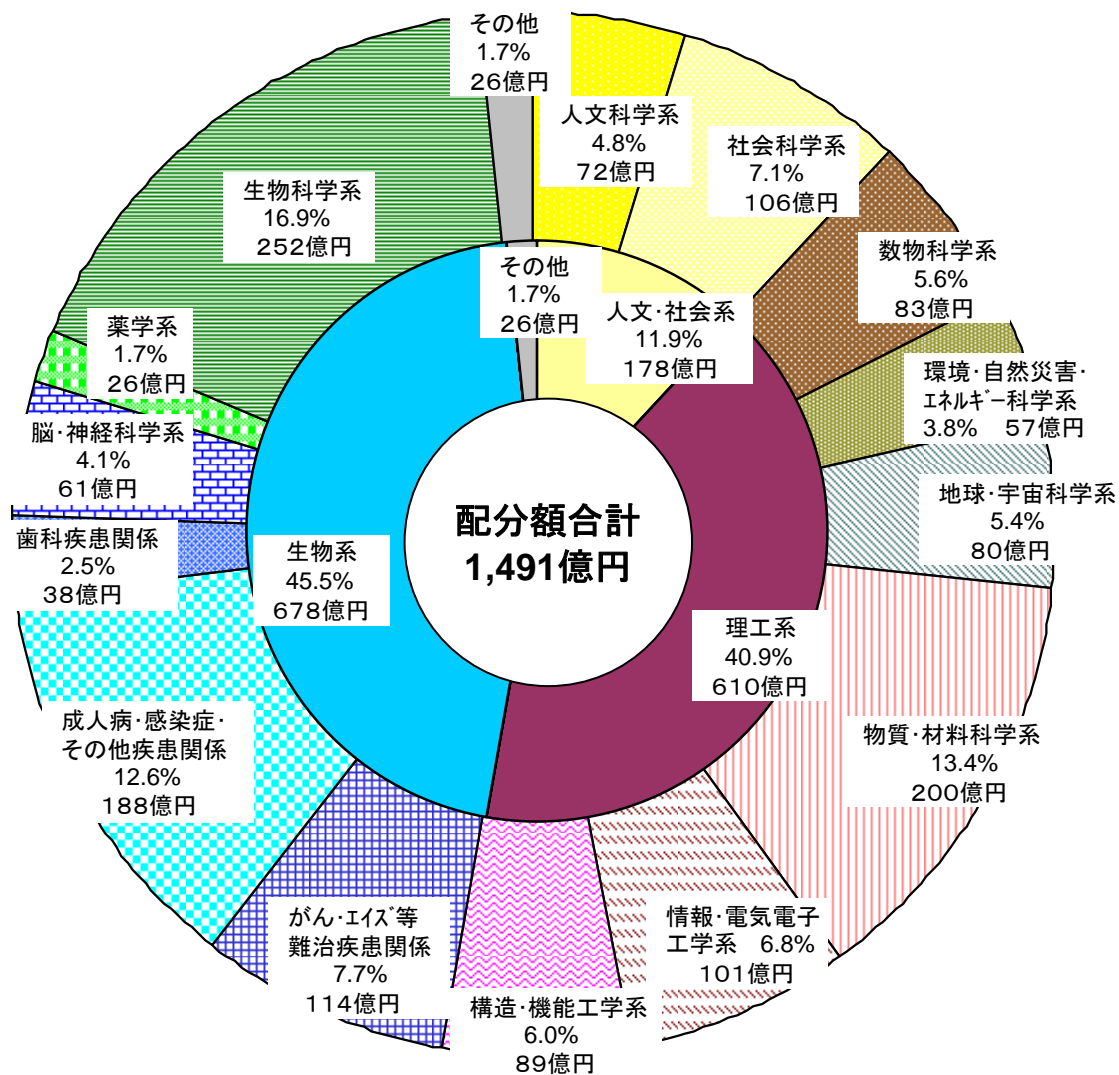 その他
1.7%
26億円
人文科学系
4.8%
72億円
社会科学系
7.1%
106億円
数物科学系
5.6%
83億円
環境･自然災害･
ｴﾈﾙｷﾞｰ科学系
3.8%　57億円
地球･宇宙科学系
5.4%
80億円
物質･材料科学系
13.4%
200億円
情報･電気電子
工学系　6.8%
101億円
構造･機能工学系
6.0%
89億円
がん･ｴｲｽﾞ等
難治疾患関係
7.7%
114億円
成人病･感染症･
その他疾患関係
12.6%
188億円
歯科疾患関係
2.5%
38億円
脳･神経科学系
4.1%
61億円
薬学系
1.7%
26億円
生物科学系
16.9%
252億円
その他
1.7%
26億円
人文･社会系
11.9%
178億円
理工系
40.9%
610億円
生物系
45.5%
678億円
配分額合計
1,491億円